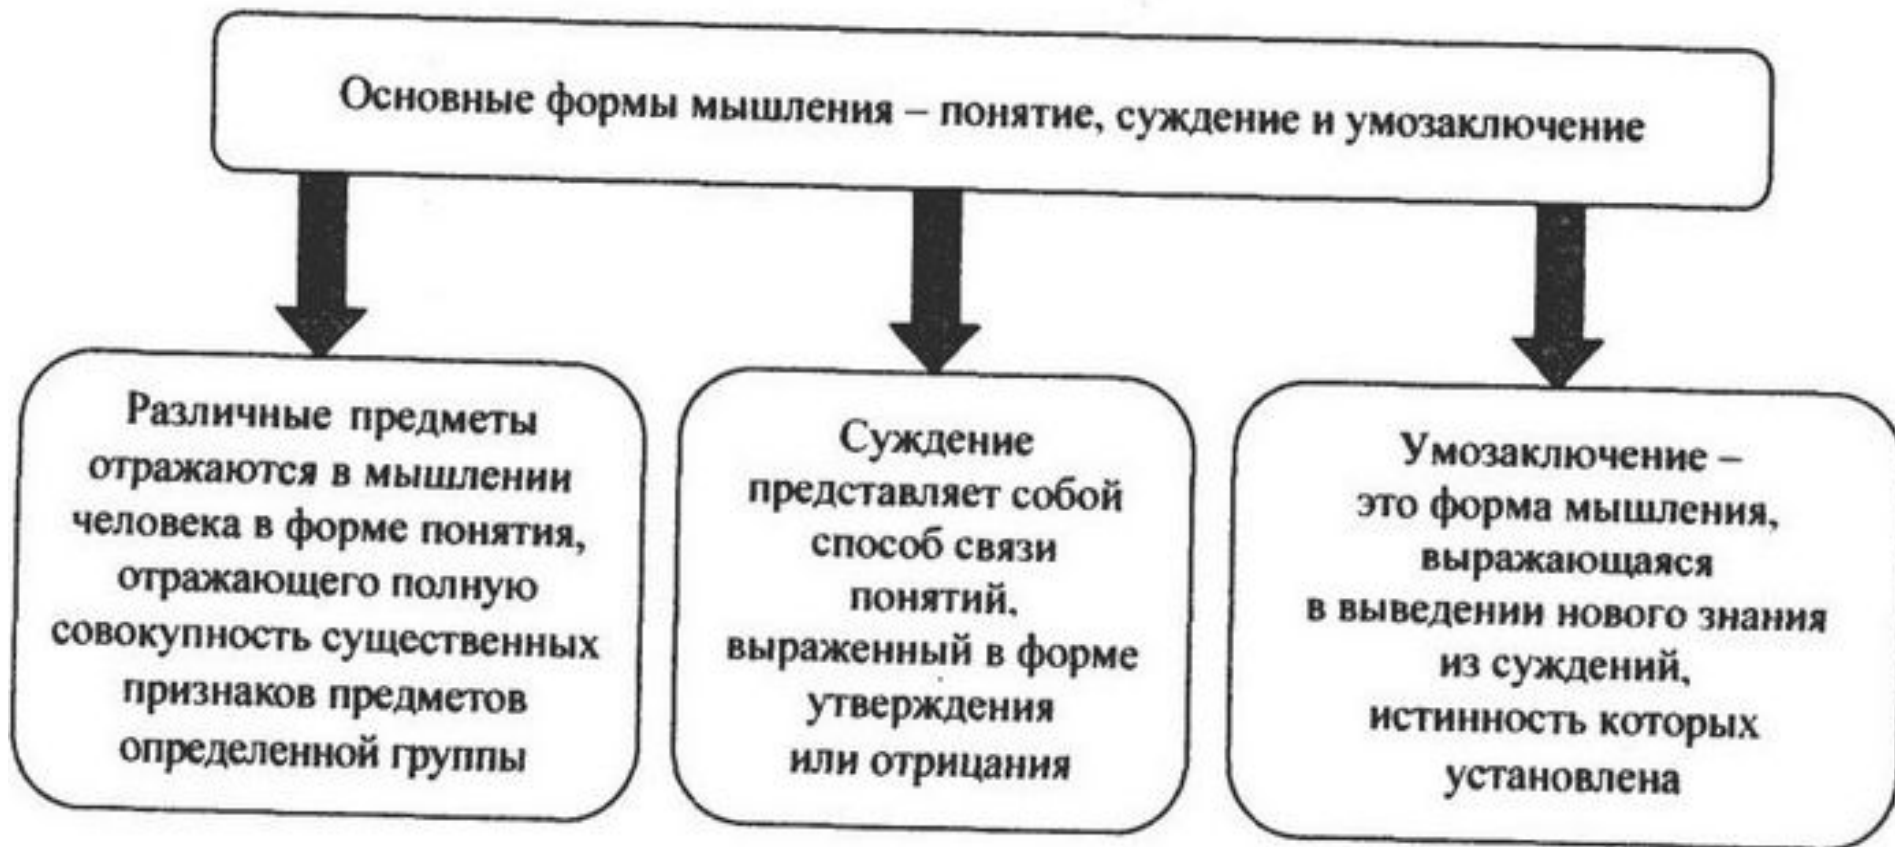 Основные формы мышления – понятие, суждение и умозаключение
Различные предметы
отражаются в мышлении
человека в форме понятия,
отражающего полную
совокупность существенных
признаков предметов
определенной группы
Суждение
представляет собой
способ связи
понятий,
выраженный в форме
утверждения
или отрицания
Умозаключение –
это форма мышления,
выражающаяся
в выведении нового знания
из суждений,
истинность которых
установлена